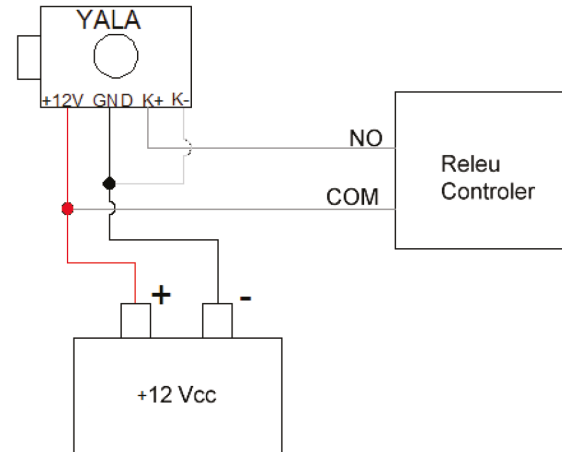 YALA
+12V GND K+ K-
NO
COM
Releu
Controler
+ -
+12 Vcc